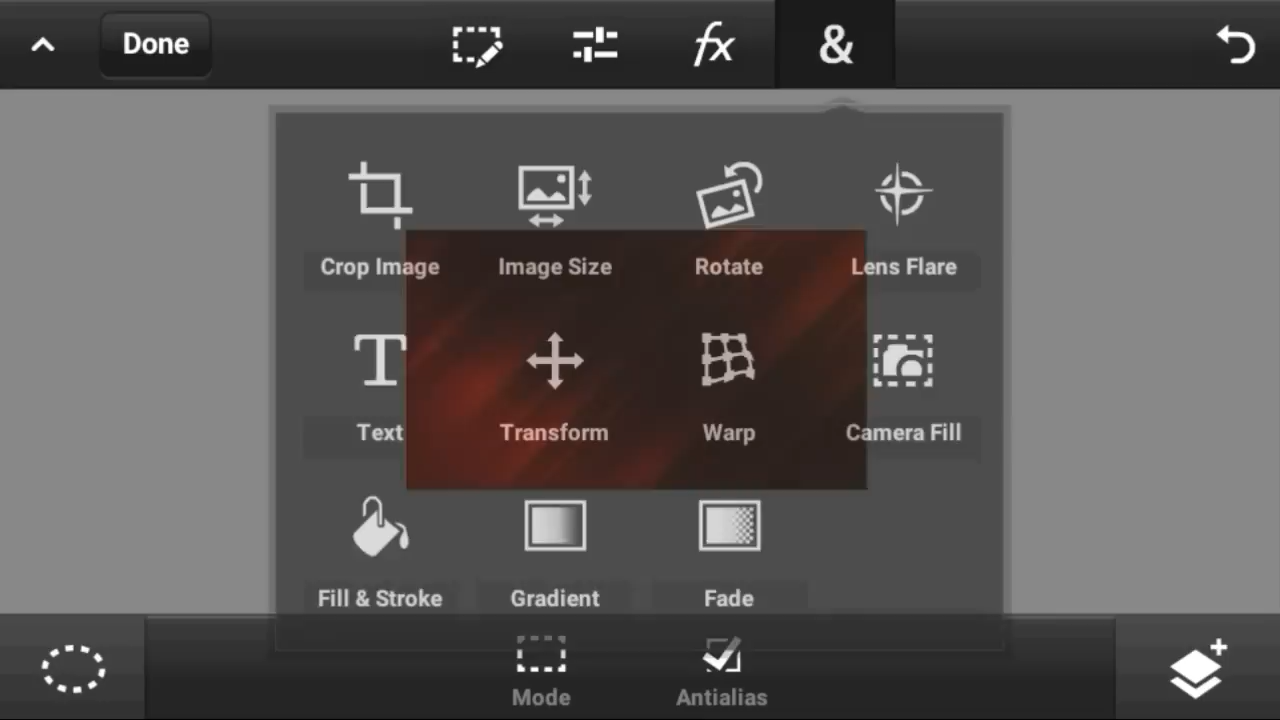 Done fx &
Crop Image Image Size Rotate Lens Flare
Text Transform Warp Camera Fill
Fill & Stroke Gradient Fade
Mode Antialias